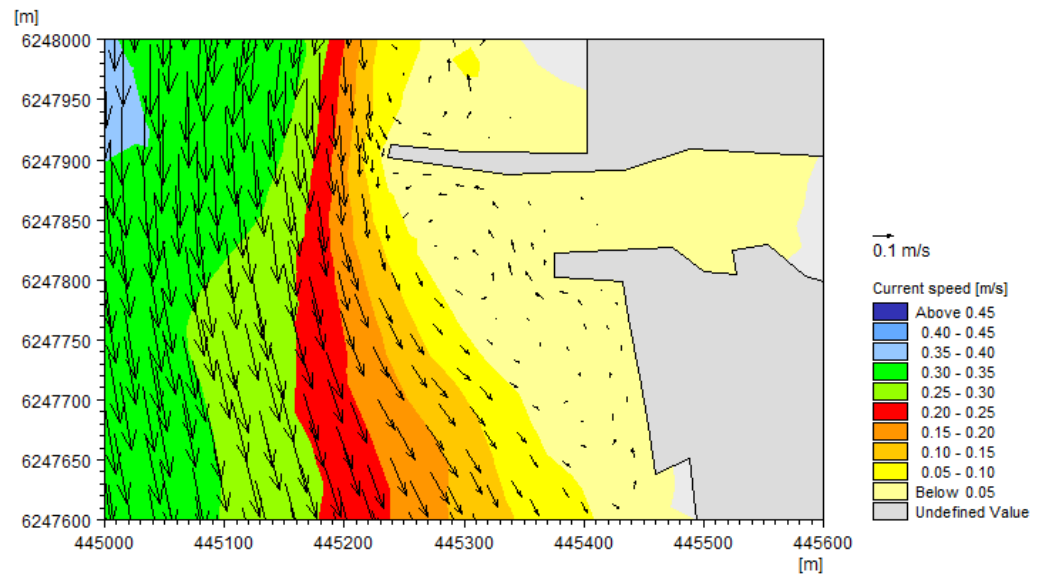 [m]
6248000
6247950
6247900
6247850
6247800
6247750
6247700
6247650
6247600
445000 445100 445200 445300 445400 445500 445600
[m]
0.1 m/s
Current speed [m/s]
Above 0.45
0.40 - 0.45
0.35 - 0.40
0.30 - 0.35
0.25 - 0.30
0.20 - 0.25
0.15 - 0.20
0.10 - 0.15
0.05 - 0.10
Below 0.05
Undefined Value